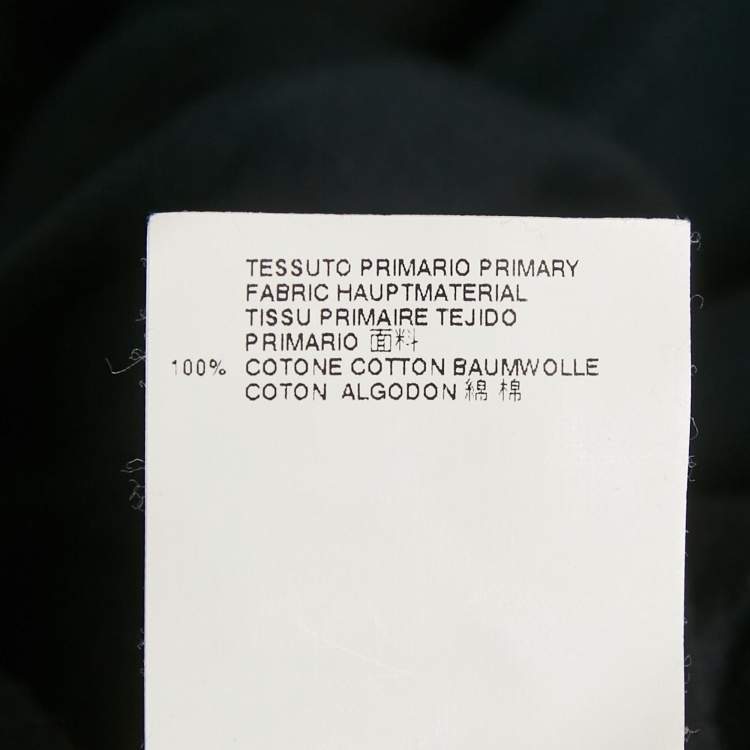 TESSUTO PRIMARIO PRIMARY
FABRIC HAUPTMATERIAL
TISSU PRIMAIRE TEJIDO
PRIMARIO 面料
100% COTONE COTTON BAUMWOLLE
COTON ALGODON 綿 棉